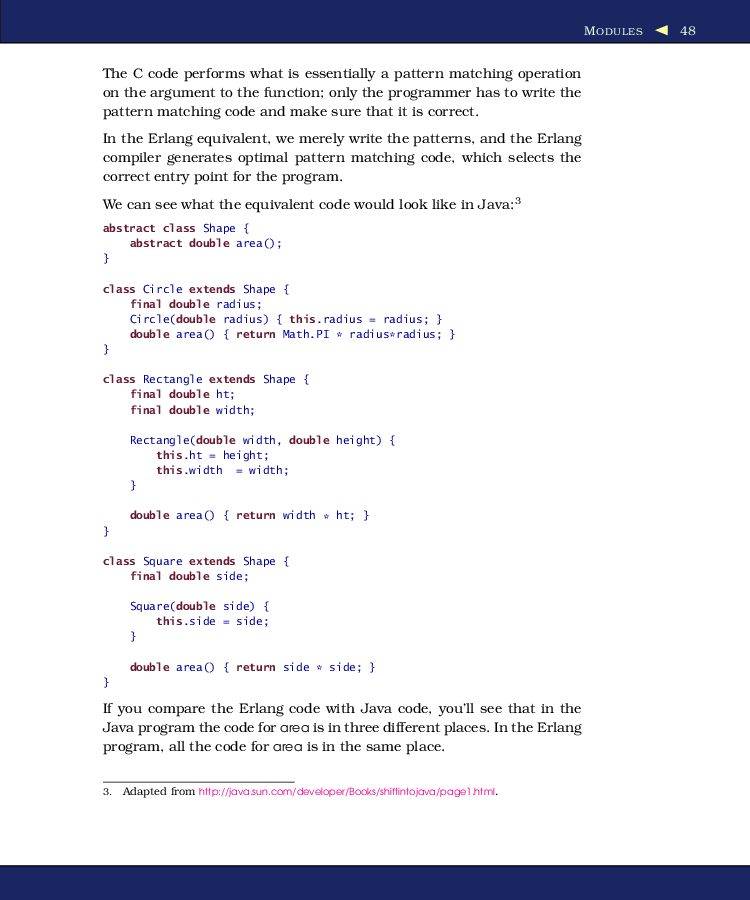 MODULES ◀ 48
The C code performs what is essentially a pattern matching operation
on the argument to the function; only the programmer has to write the
pattern matching code and make sure that it is correct.
In the Erlang equivalent, we merely write the patterns, and the Erlang
compiler generates optimal pattern matching code, which selects the
correct entry point for the program.
We can see what the equivalent code would look like in Java:3
abstract class Shape {
    abstract double area();
}
class Circle extends Shape {
    final double radius;
    Circle(double radius) { this.radius = radius; }
    double area() { return Math.PI * radius*radius; }
}
class Rectangle extends Shape {
    final double ht;
    final double width;
    Rectangle(double width, double height) {
        this.ht = height;
        this.width  = width;
    }
    double area() { return width * ht; }
}
class Square extends Shape {
    final double side;
    Square(double side) {
        this.side = side;
    }
    double area() { return side * side; }
}
If you compare the Erlang code with Java code, you'll see that in the
Java program the code for area is in three different places. In the Erlang
program, all the code for area is in the same place.
3. Adapted from http://java.sun.com/developer/Books/shiftintojava/page1.html.